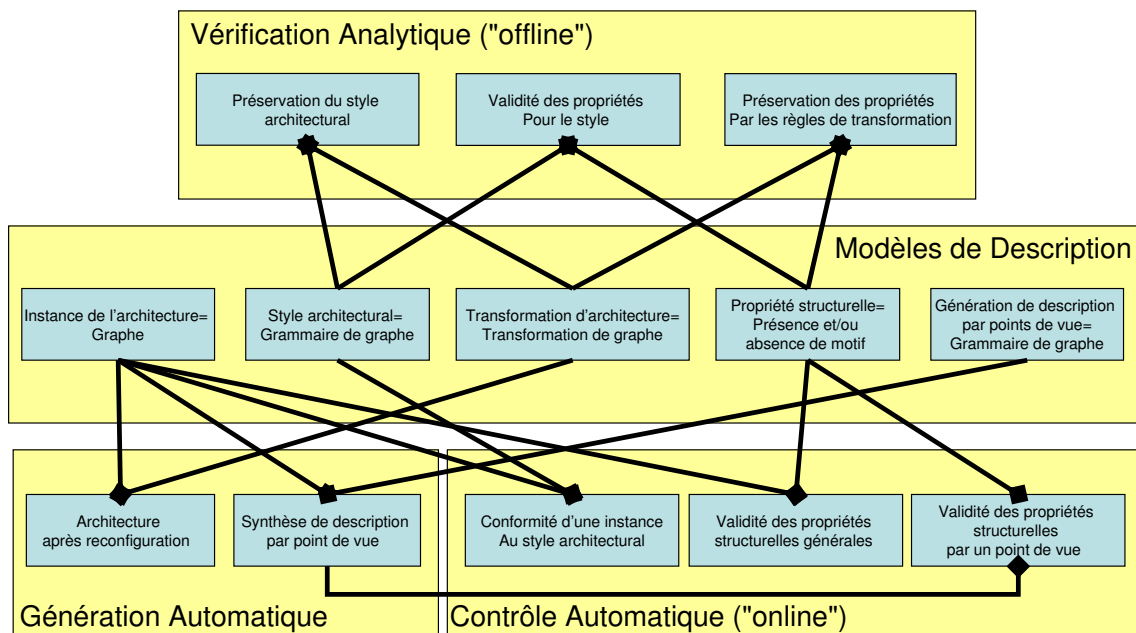 Vérification Analytique ("offline")
Préservation du style
architectural
Validité des propriétés
Pour le style
Préservation des propriétés
Par les règles de transformation
Modèles de Description
Instance de l’architecture=
Graphe
Style architectural=
Grammaire de graphe
Transformation d’architecture=
Transformation de graphe
Propriété structurelle=
Présence et/ou
absence de motif
Génération de description
par points de vue=
Grammaire de graphe
Architecture
après reconfiguration
Synthèse de description
par point de vue
Conformité d’une instance
Au style architectural
Validité des propriétés
structurelles générales
Validité des propriétés
structurelles
par un point de vue
Génération Automatique
Contrôle Automatique ("online")